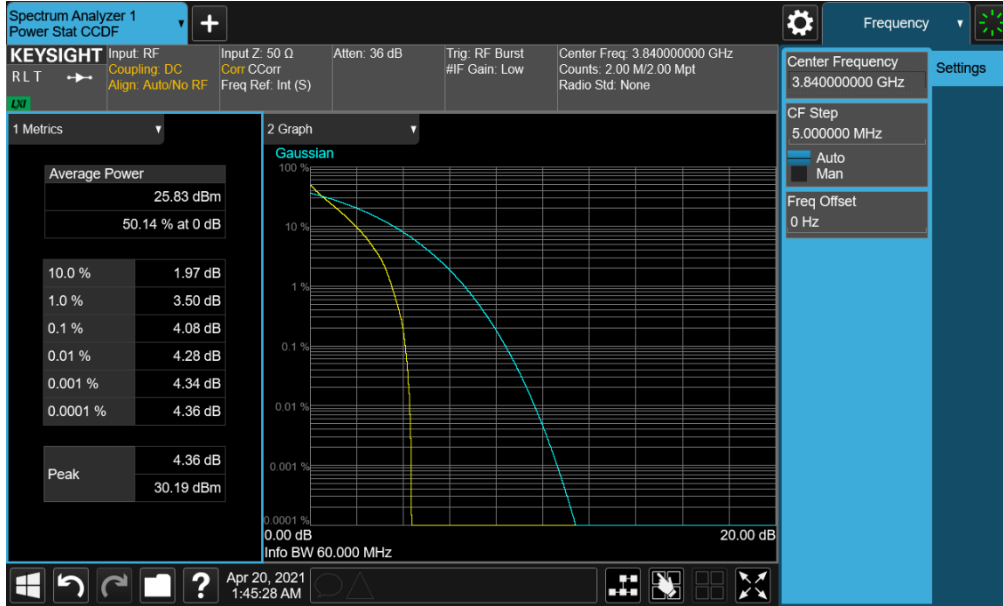 Spectrum Analyzer 1
Power Stat CCDF
Frequency
KEYSIGHT
RLT
LXI
Input: RF
Coupling: DC
Align: Auto/No RF
Input Z: 50 Ω
Corr CCorr
Freq Ref: Int (S)
Atten: 36 dB
Trig: RF Burst
#IF Gain: Low
Center Freq: 3.840000000 GHz
Counts: 2.00 M/2.00 Mpt
Radio Std: None
Center Frequency
3.840000000 GHz
Settings
CF Step
5.000000 MHz
Auto
Man
Freq Offset
0 Hz
1 Metrics
Average Power
25.83 dBm
50.14 % at 0 dB
10.0 % 1.97 dB
1.0 % 3.50 dB
0.1 % 4.08 dB
0.01 % 4.28 dB
0.001 % 4.34 dB
0.0001 % 4.36 dB
Peak 4.36 dB
30.19 dBm
2 Graph
Gaussian
100 %
10 %
1 %
0.1 %
0.01 %
0.001 %
0.0001 %
0.00 dB 20.00 dB
Info BW 60.000 MHz
?
Apr 20, 2021
1:45:28 AM